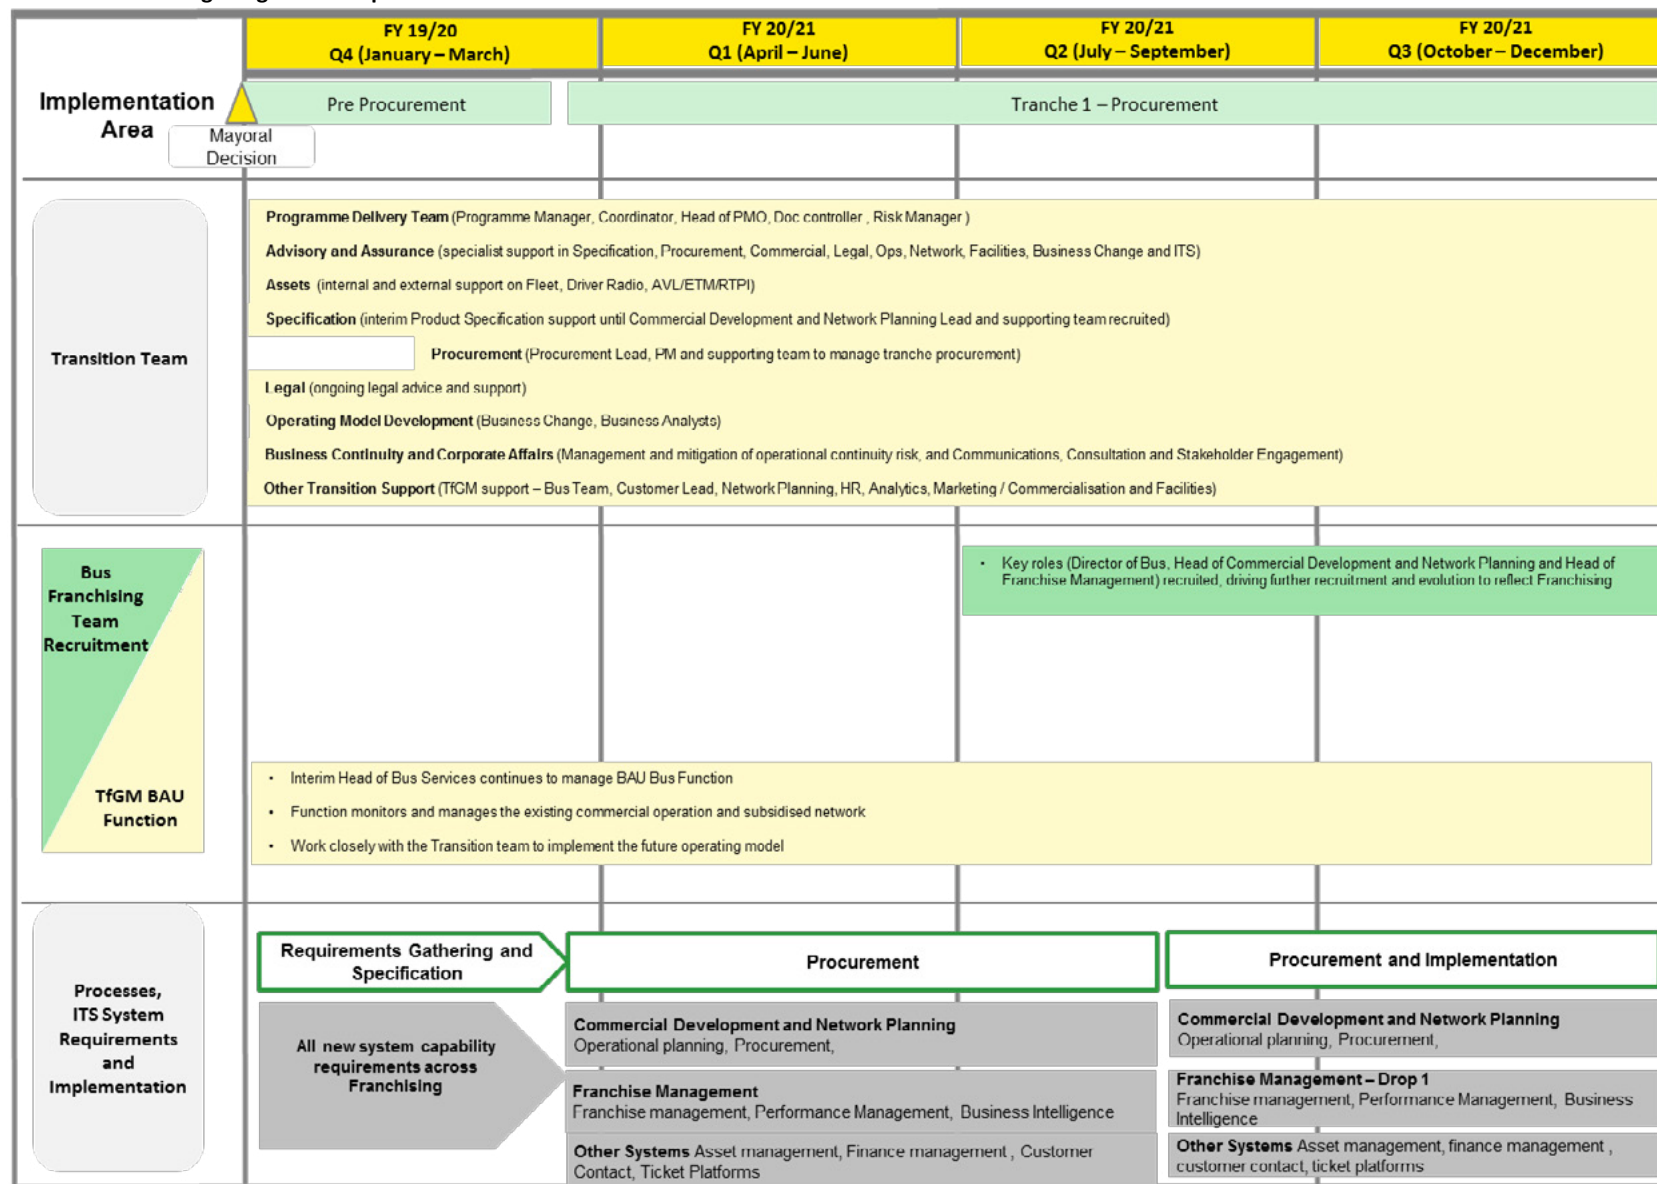 FY 19/20
Q4 (January – March)
FY 20/21
Q1 (April – June)
FY 20/21
Q2 (July – September)
FY 20/21
Q3 (October – December)
Implementation
Area
Pre Procurement
Tranche 1 – Procurement
Mayoral
Decision
Transition Team
Programme Delivery Team (Programme Manager, Coordinator, Head of PMO, Doc controller , Risk Manager )
Advisory and Assurance (specialist support in Specification, Procurement, Commercial, Legal, Ops, Network, Facilities, Business Change and ITS)
Assets (internal and external support on Fleet, Driver Radio, AVL/ETM/RTPI)
Specification (interim Product Specification support until Commercial Development and Network Planning Lead and supporting team recruited)
Procurement (Procurement Lead, PM and supporting team to manage tranche procurement)
Legal (ongoing legal advice and support)
Operating Model Development (Business Change, Business Analysts)
Business Continuity and Corporate Affairs (Management and mitigation of operational continuity risk, and Communications, Consultation and Stakeholder Engagement)
Other Transition Support (TfGM support – Bus Team, Customer Lead, Network Planning, HR, Analytics, Marketing / Commercialisation and Facilities)
Bus
Franchising
Team
Recruitment
TfGM BAU
Function
• Key roles (Director of Bus, Head of Commercial Development and Network Planning and Head of
Franchise Management) recruited, driving further recruitment and evolution to reflect Franchising
• Interim Head of Bus Services continues to manage BAU Bus Function
• Function monitors and manages the existing commercial operation and subsidised network
• Work closely with the Transition team to implement the future operating model
Processes,
ITS System
Requirements
and
Implementation
Requirements Gathering and
Specification
Procurement
Procurement and Implementation
All new system capability
requirements across
Franchising
Commercial Development and Network Planning
Operational planning, Procurement,
Franchise Management
Franchise management, Performance Management, Business Intelligence
Other Systems Asset management, Finance management , Customer
Contact, Ticket Platforms
Commercial Development and Network Planning
Operational planning, Procurement,
Franchise Management – Drop 1
Franchise management, Performance Management, Business
Intelligence
Other Systems Asset management, finance management ,
customer contact, ticket platforms